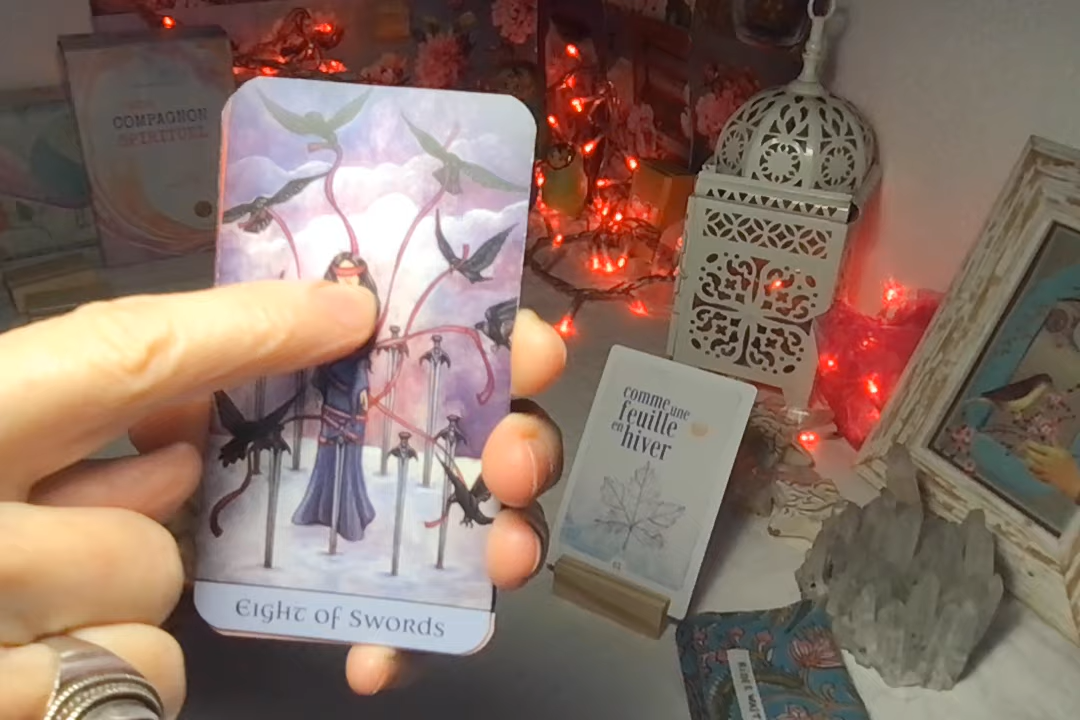 COMPAGNON
SPIRITUEL
EIGHT OF SWORDS
comme une
feuille
en hiver